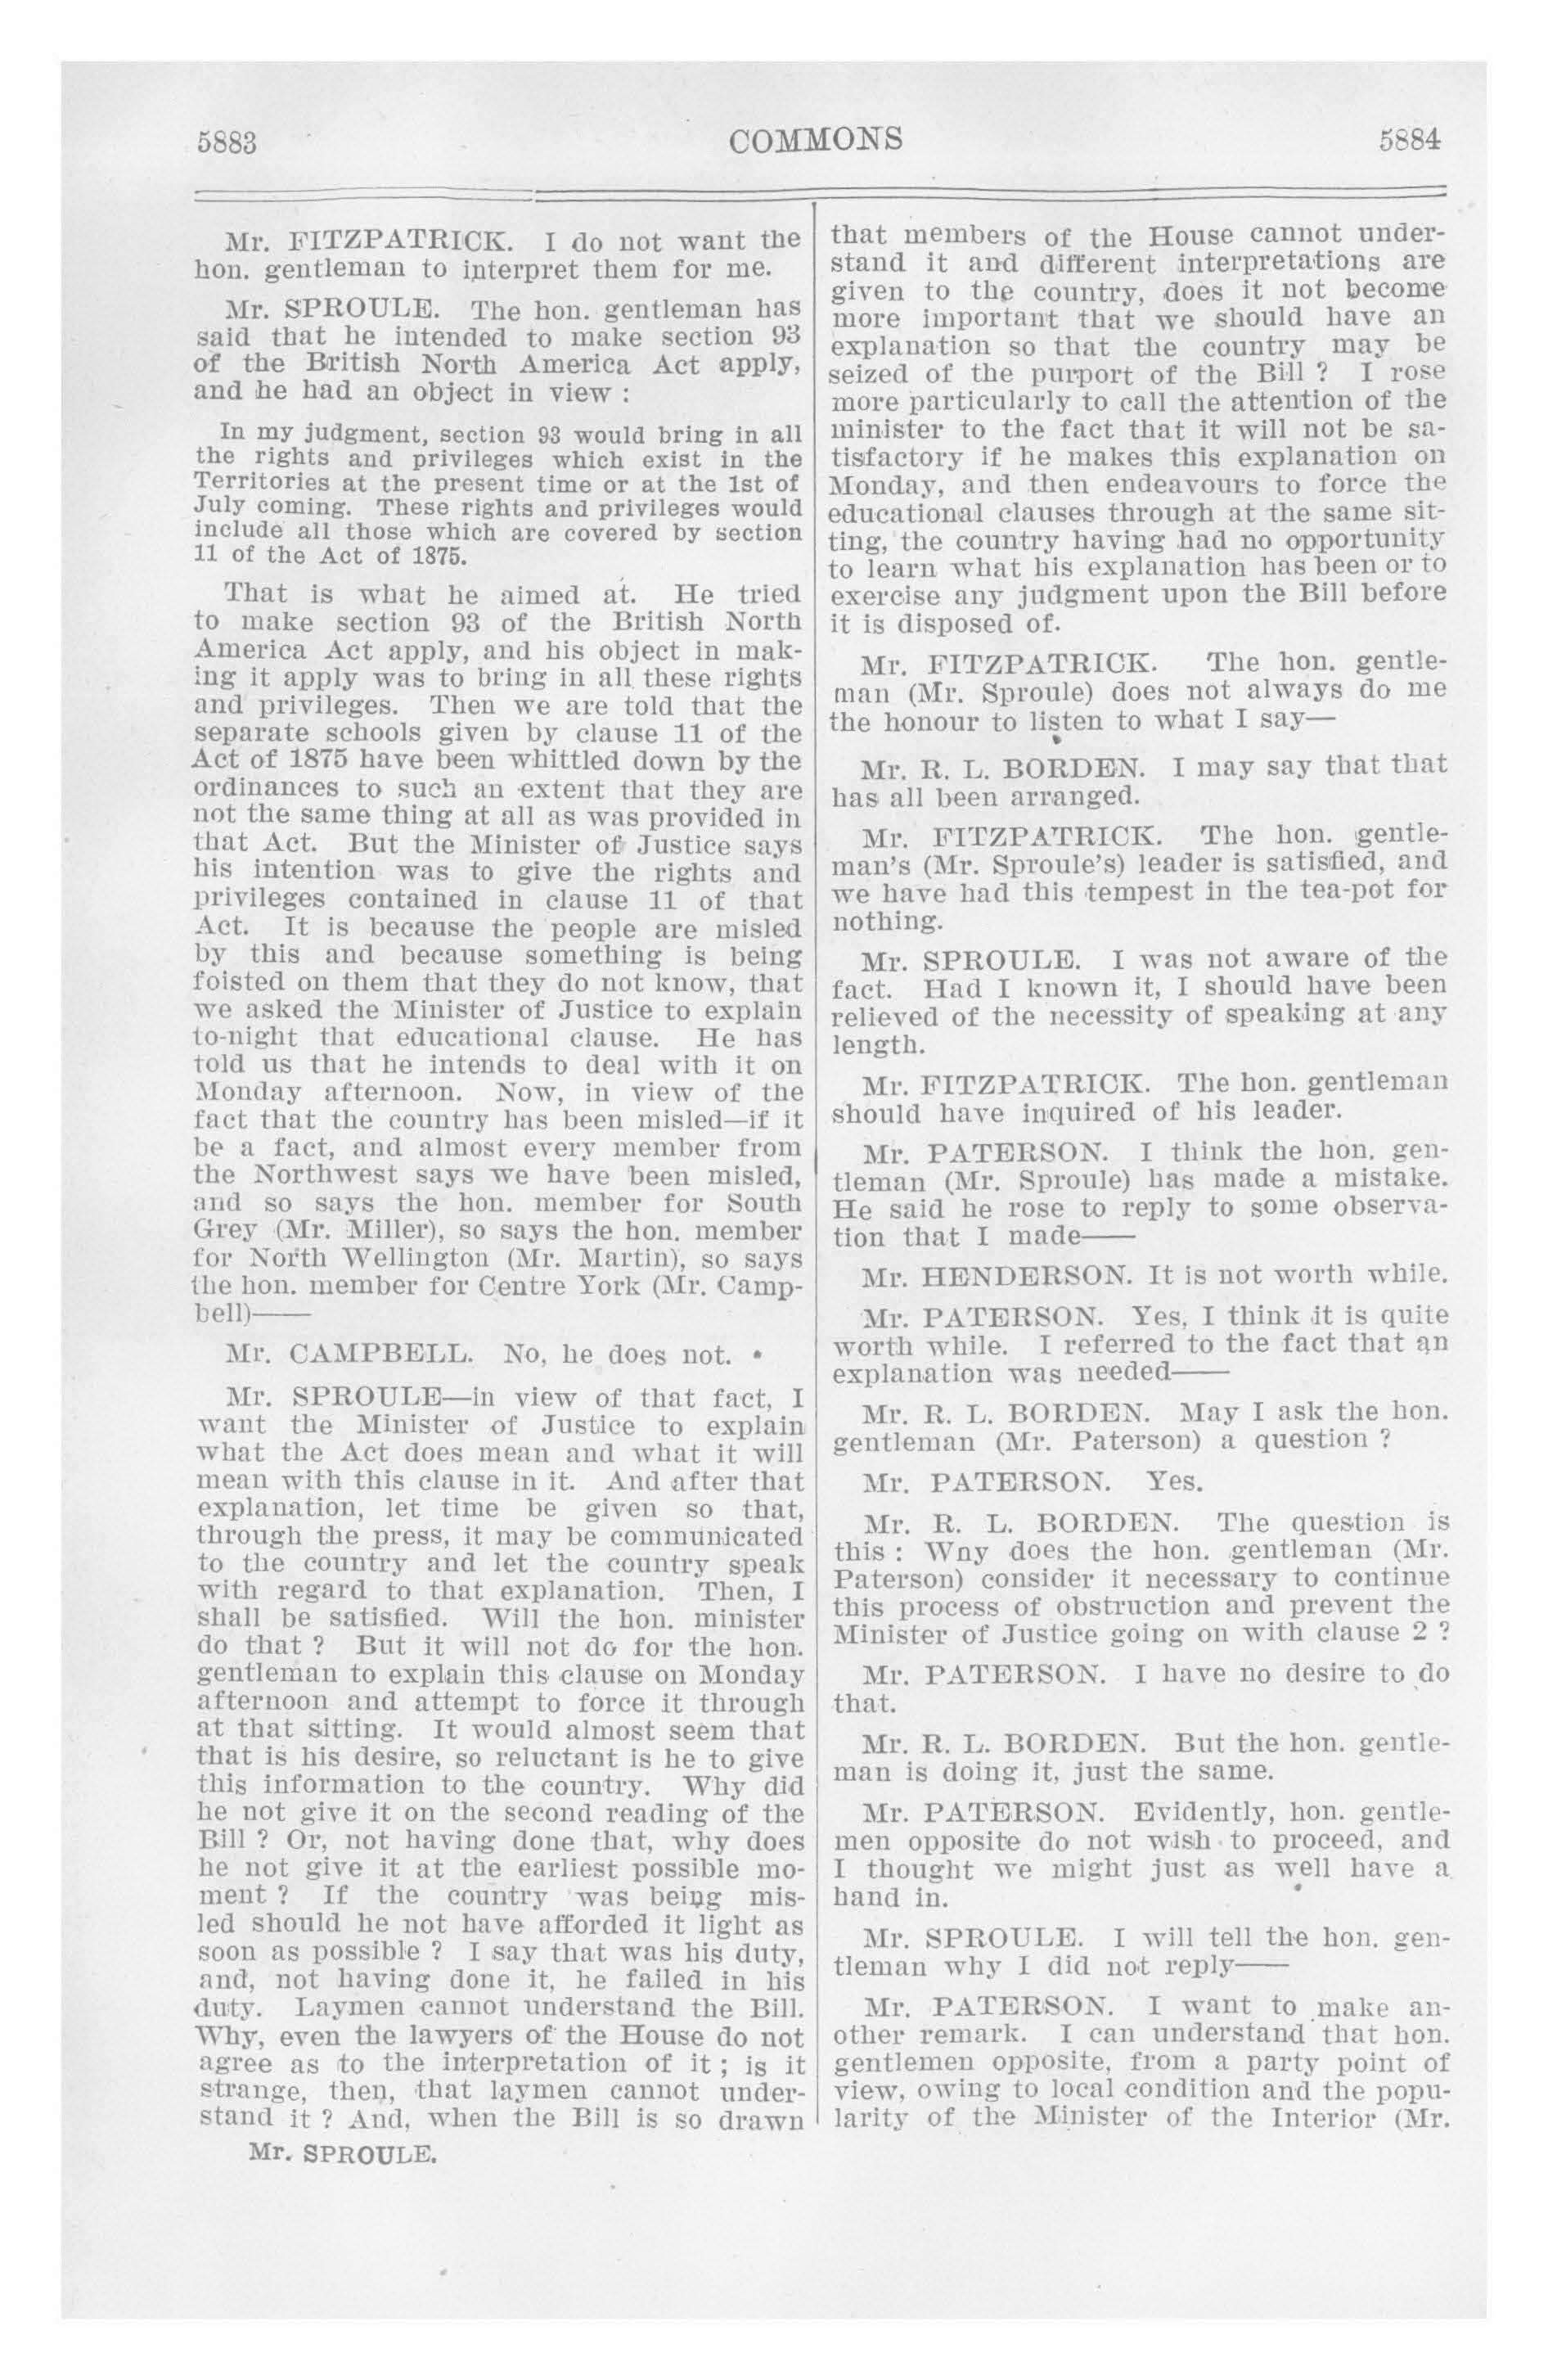 5883 COMMONS 5884
Mr. FITZPATRICK. I do not want the
hon. gentleman to interpret them for me.
Mr. SPROULE. The hon. gentleman has
said that he intended to make section 93
of the British North America Act apply,
and he had an object in view :
In my judgment, section 93 would bring in all
the rights and privileges which exist in the
Territories at the present time or at the 1st of
July coming. These rights and privileges would
include all those which are covered by section
11 of the Act of 1875.
That is what he aimed at. He tried
to make section 93 of the British North
America Act apply, and his object in mak-
ing it apply was to bring in all these rights
and privileges. Then we are told that the
separate schools given by clause 11 of the
Act of 1875 have been whittled down by the
ordinances to such an extent that they are
not the same thing at all as was provided in
that Act. But the Minister of Justice says
his intention was to give the rights and
privileges contained in clause 11 of that
Act. It is because the people are misled
by this and because something is being
foisted on them that they do not know, that
we asked the Minister of Justice to explain
to-night that educational clause. He has
told us that he intends to deal with it on
Monday afternoon. Now, in view of the
fact that the country has been misled—if it
be a fact, and almost every member from
the Northwest says we have been misled,
and so says the hon. member for South
Grey (Mr. Miller), so says the hon. member
for North Wellington (Mr. Martin), so says
the hon. member for Centre York (Mr. Camp-
bell)——
Mr. CAMPBELL. No, he does not.
Mr. SPROULE—in view of that fact, I
want the Minister of Justice to explain
what the Act does mean and what it will
mean with this clause in it. And after that
explanation, let time be given so that,
through the press, it may be communicated
to the country and let the country speak
with regard to that explanation. Then, I
shall be satisfied. Will the hon. minister
do that ? But it will not do for the hon.
gentleman to explain this clause on Monday
afternoon and attempt to force it through
at that sitting. It would almost seem that
that is his desire, so reluctant is he to give
this information to the country. Why did
he not give it on the second reading of the
Bill ? Or, not having done that, why does
he not give it at the earliest possible mo-
ment ? If the country was being mis-
led should he not have afforded it light as
soon as possible ? I say that was his duty,
and, not having done it, he failed in his
duty. Laymen cannot understand the Bill.
Why, even the lawyers of the House do not
agree as to the interpretation of it ; is it
strange, then, that laymen cannot under-
stand it ? And, when the Bill is so drawn
Mr. SPROULE.
that members of the House cannot under-
stand it and different interpretations are
given to the country, does it not become
more important that we should have an
explanation so that the country may be
seized of the purport of the Bill ? I rose
more particularly to call the attention of the
minister to the fact that it will not be sa-
tisfactory if he makes this explanation on
Monday, and then endeavours to force the
educational clauses through at the same sit-
ting, the country having had no opportunity
to learn what his explanation has been or to
exercise any judgment upon the Bill before
it is disposed of.
Mr. FITZPATRICK. The hon. gentle-
man (Mr. Sproule) does not always do me
the honour to listen to what I say—
Mr. R. L. BORDEN. I may say that that
has all been arranged.
Mr. FITZPATRICK. The hon. gentle-
man's (Mr. Sproule's) leader is satisfied, and
we have had this tempest in the tea-pot for
nothing.
Mr. SPROULE. I was not aware of the
fact. Had I known it, I should have been
relieved of the necessity of speaking at any
length.
Mr. FITZPATRICK. The hon. gentleman
should have inquired of his leader.
Mr. PATERSON. I think the hon. gen-
tleman (Mr. Sproule) has made a mistake.
He said he rose to reply to some observa-
tion that I made——
Mr. HENDERSON. It is not worth while.
Mr. PATERSON. Yes, I think it is quite
worth while. I referred to the fact that an
explanation was needed——
Mr. R. L. BORDEN. May I ask the hon.
gentleman (Mr. Paterson) a question ?
Mr. PATERSON. Yes.
Mr. R. L. BORDEN. The question is
this : Wny does the hon. gentleman (Mr.
Paterson) consider it necessary to continue
this process of obstruction and prevent the
Minister of Justice going on with clause 2 ?
Mr. PATERSON. I have no desire to do
that.
Mr. R. L. BORDEN. But the hon. gentle-
man is doing it, just the same.
Mr. PATERSON. Evidently, hon. gentle-
men opposite do not wish to proceed, and
I thought we might just as well have a
hand in.
Mr. SPROULE. I will tell the hon. gen-
tleman why I did not reply——
Mr. PATERSON. I want to make an-
other remark. I can understand that hon.
gentlemen opposite, from a party point of
view, owing to local condition and the popu-
larity of the Minister of the Interior (Mr.